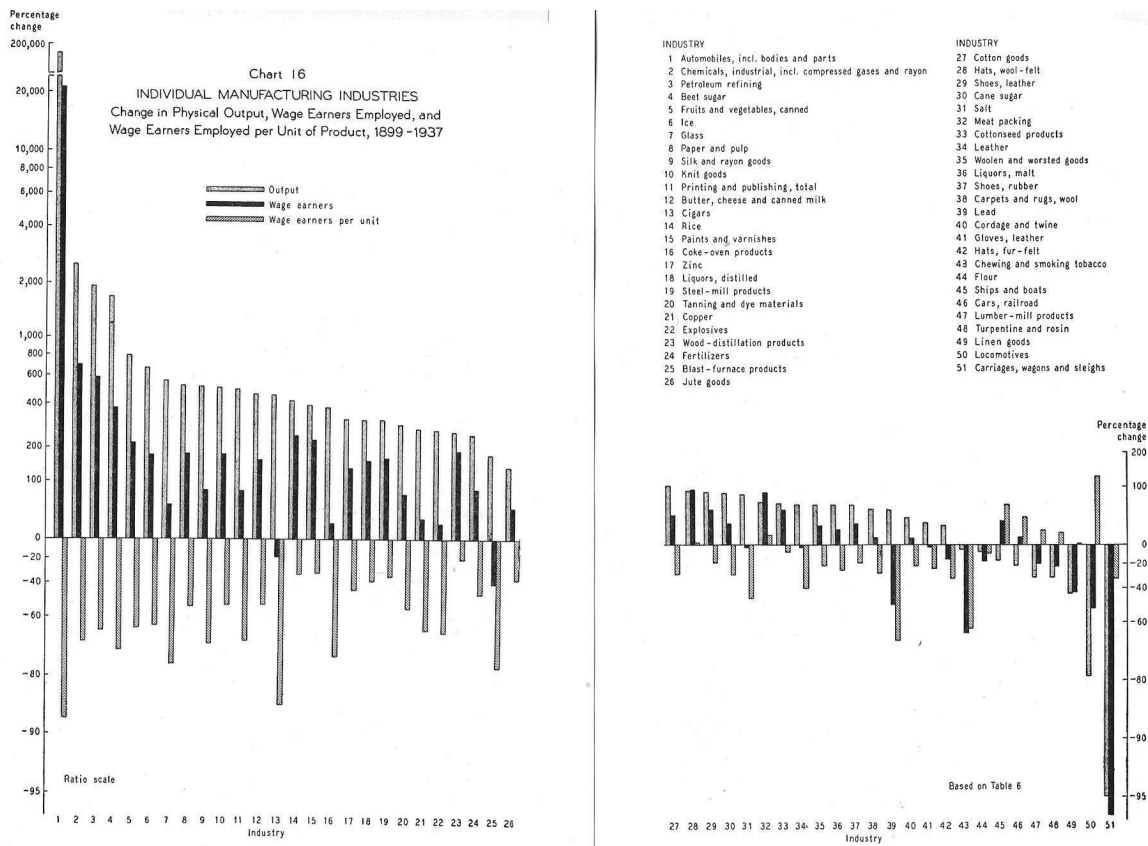 Percentage
change
200,000
20,000
10,000
8,000
6,000
4,000
2,000
1,000
800
600
400
200
100
0
-20
-40
-60
-80
-90
-95
Chart 16
INDIVIDUAL MANUFACTURING INDUSTRIES
Change in Physical Output, Wage Earners Employed, and
Wage Earners Employed per Unit of Product, 1899-1937
Output
Wage earners
Wage earners per unit
Ratio scale
1 2 3 4 5 6 7 8 9 10 11 12 13 14 15 16 17 18 19 20 21 22 23 24 25 26
Industry
INDUSTRY
1 Automobiles, incl. bodies and parts
2 Chemicals, industrial, incl. compressed gases and rayon
3 Petroleum refining
4 Beet sugar
5 Fruits and vegetables, canned
6 Ice
7 Glass
8 Paper and pulp
9 Silk and rayon goods
10 Knit goods
11 Printing and publishing, total
12 Butter, cheese and canned milk
13 Cigars
14 Rice
15 Paints and varnishes
16 Coke-oven products
17 Zinc
18 Liquors, distilled
19 Steel-mill products
20 Tanning and dye materials
21 Copper
22 Explosives
23 Wood-distillation products
24 Fertilizers
25 Blast-furnace products
26 Jute goods
INDUSTRY
27 Cotton goods
28 Hats, wool-felt
29 Shoes, leather
30 Cane sugar
31 Salt
32 Meat packing
33 Cottonseed products
34 Leather
35 Woolen and worsted goods
36 Liquors, malt
37 Shoes, rubber
38 Carpets and rugs, wool
39 Lead
40 Cordage and twine
41 Gloves, leather
42 Hats, fur-felt
43 Chewing and smoking tobacco
44 Flour
45 Ships and boats
46 Cars, railroad
47 Lumber-mill products
48 Turpentine and rosin
49 Linen goods
50 Locomotives
51 Carriages, wagons and sleighs
Percentage
change
200
100
0
-20
-40
-60
-80
-90
-95
Based on Table 6
27 28 29 30 31 32 33 34 35 36 37 38 39 40 41 42 43 44 45 46 47 48 49 50 51
Industry